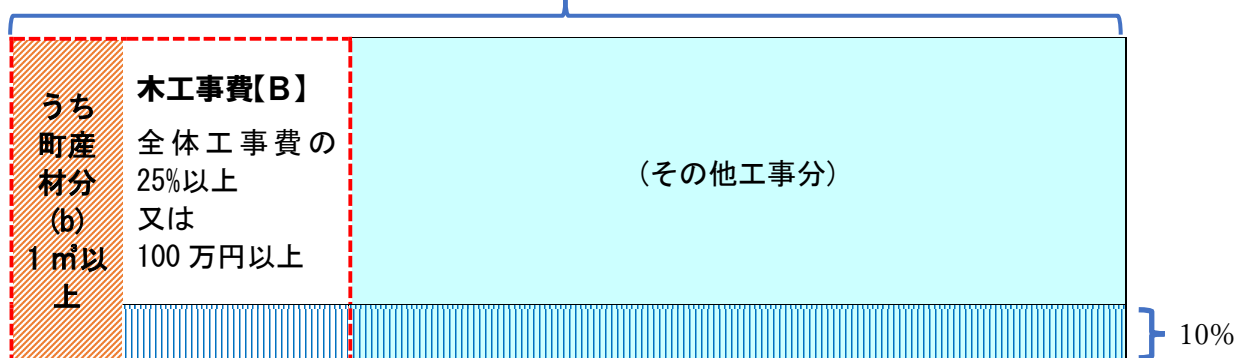 うち
町産
材分
(b)
1㎥以
上
木工事費【B】
全体工事費の
25%以上
又は
100万円以上
(その他工事分)
10%